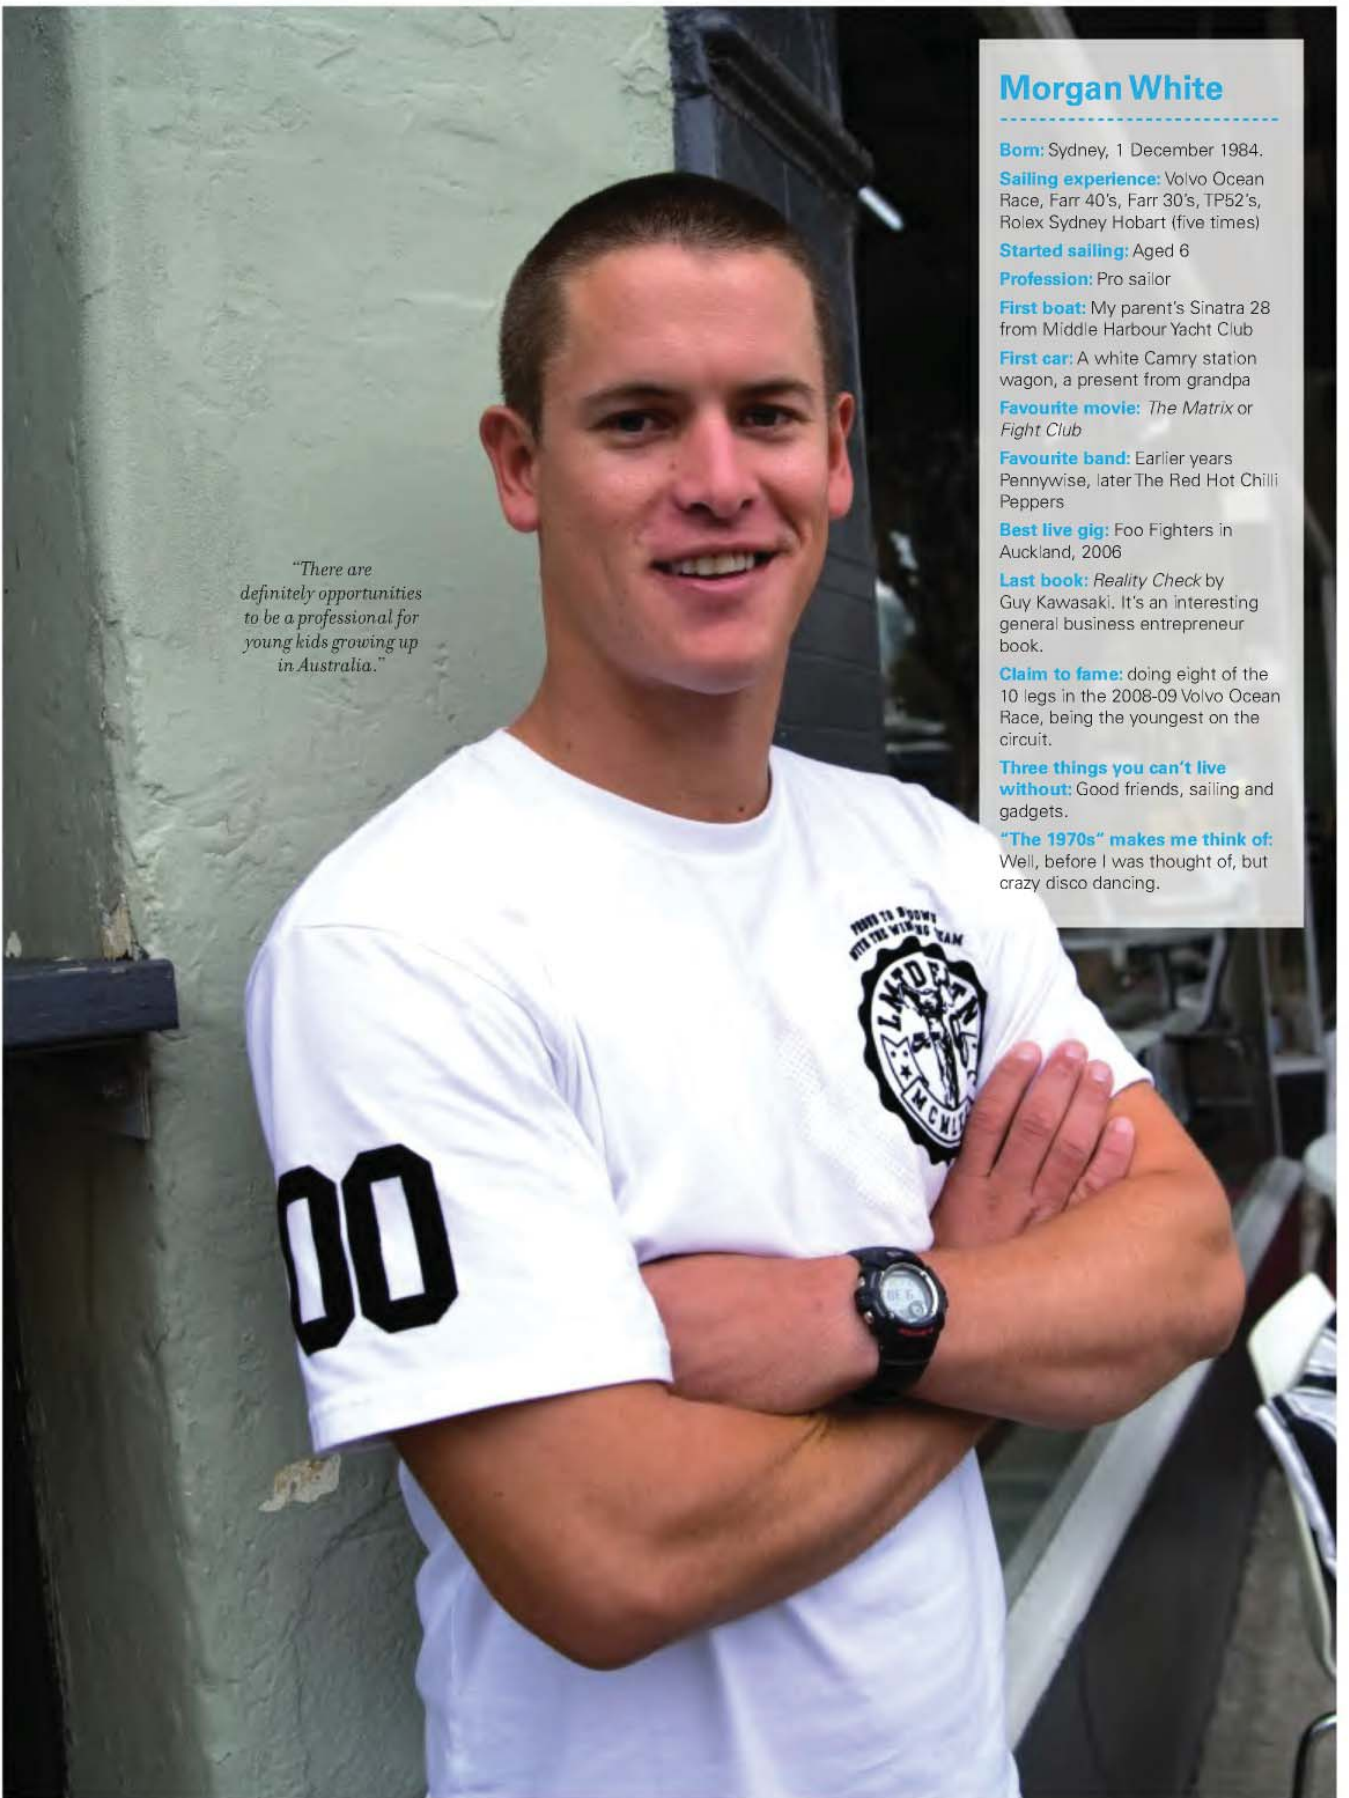 Morgan White
Born: Sydney, 1 December 1984.
Sailing experience: Volvo Ocean
Race, Farr 40's, Farr 30's, TP52's,
Rolex Sydney Hobart (five times)
Started sailing: Aged 6
Profession: Pro sailor
First boat: My parent's Sinatra 28
from Middle Harbour Yacht Club
First car: A white Camry station
wagon, a present from grandpa
Favourite movie: The Matrix or
Fight Club
Favourite band: Earlier years
Pennywise, later The Red Hot Chilli
Peppers
Best live gig: Foo Fighters in
Auckland, 2006
Last book: Reality Check by
Guy Kawasaki. It's an interesting
general business entrepreneur
book.
Claim to fame: doing eight of the
10 legs in the 2008-09 Volvo Ocean
Race, being the youngest on the
circuit.
Three things you can't live
without: Good friends, sailing and
gadgets.
"The 1970s" makes me think of:
Well, before I was thought of, but
crazy disco dancing.
"There are
definitely opportunities
to be a professional for
young kids growing up
in Australia."
PROUD TO
WITH THE
00